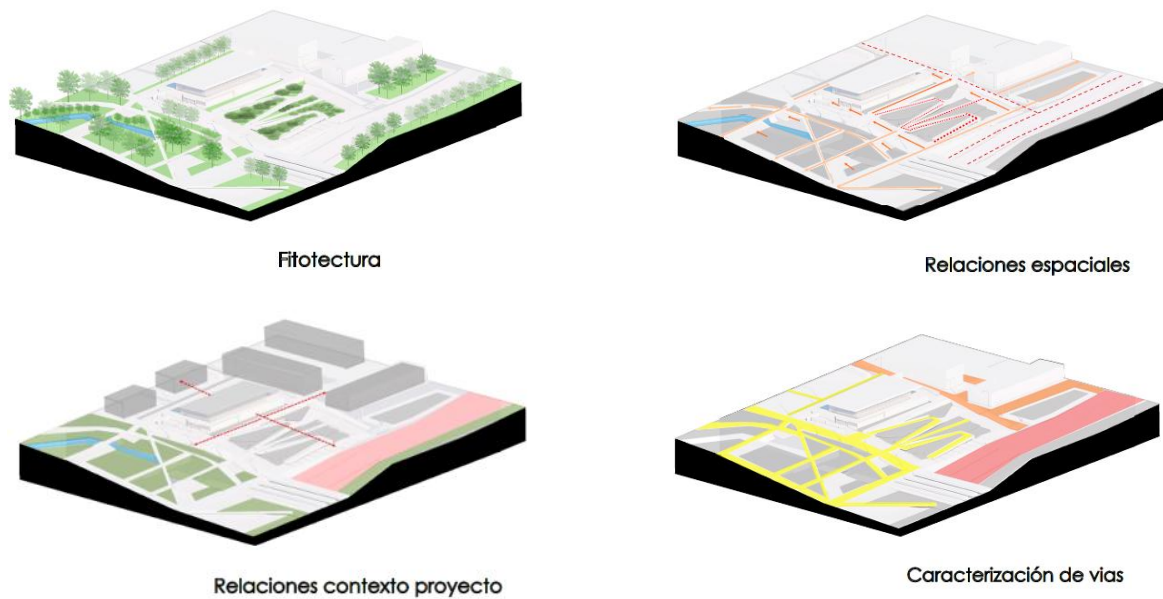 Fitotectura
Relaciones espaciales
Relaciones contexto proyecto
Caracterización de vias